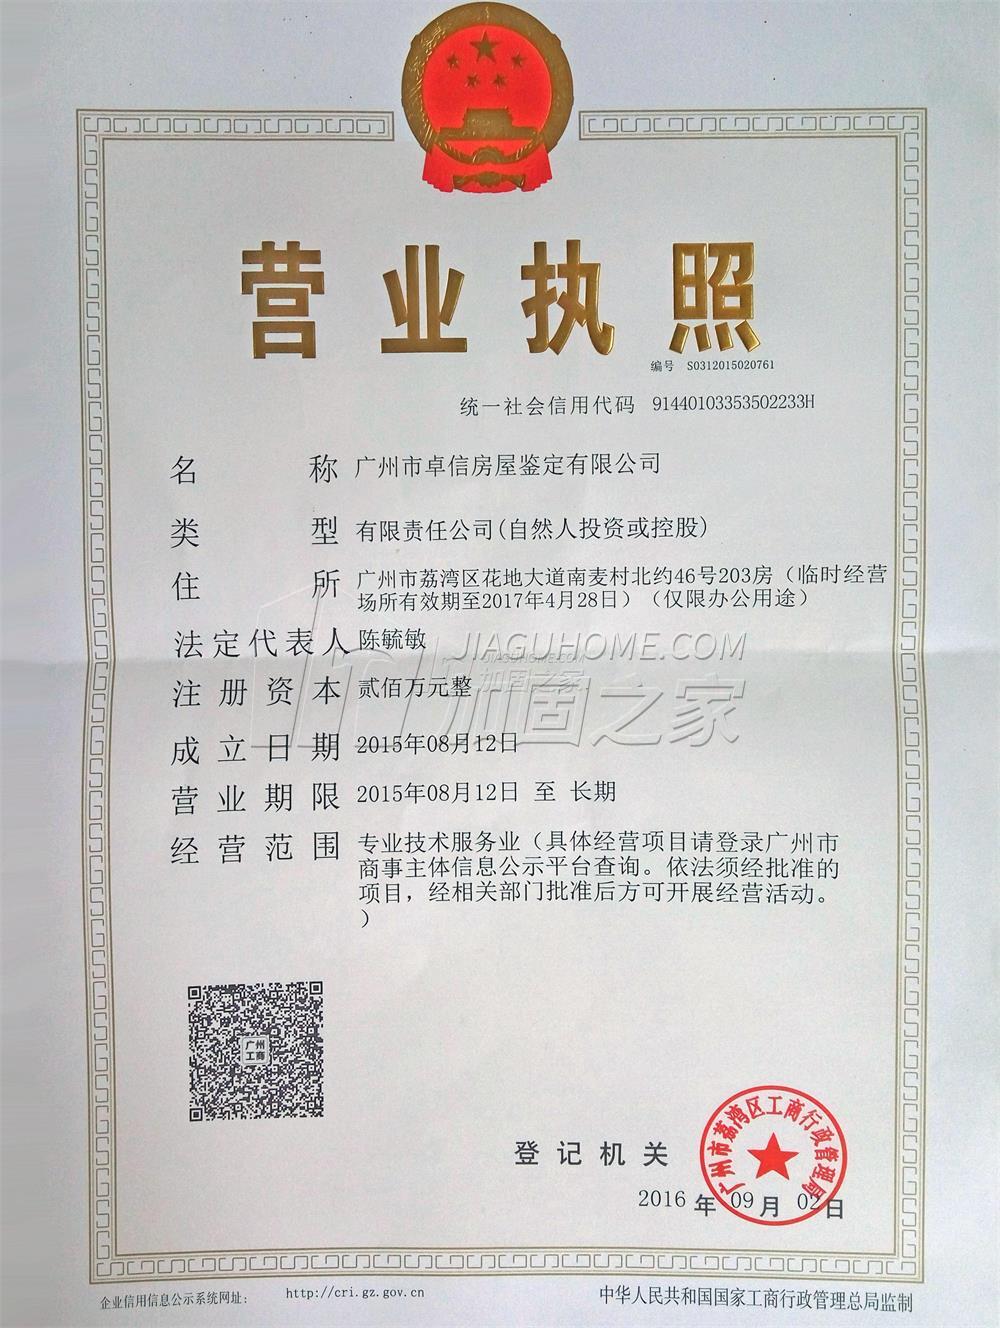 营业执照
编号 S0312015020761
统一社会信用代码 91440103353502233H
名称 广州市卓信房屋鉴定有限公司
类型 有限责任公司(自然人投资或控股)
住所 广州市荔湾区花地大道南麦村北约46号203房（临时经营
场所有效期至2017年4月28日）（仅限办公用途）
法定代表人 陈毓敏
JIAGUHOME.COM
JIAGUHOME.COM
加固之家
注册资本 贰佰万元整
加固之家
成立日期 2015年08月12日
营业期限 2015年08月12日 至 长期
经营范围 专业技术服务业（具体经营项目请登录广州市
商事主体信息公示平台查询。依法须经批准的
项目，经相关部门批准后方可开展经营活动。
）
广州
工商
广州市荔湾区工商行政管理局
登记机关
2016 年 09 月 02 日
企业信用信息公示系统网址： http://cri.gz.gov.cn
中华人民共和国国家工商行政管理总局监制